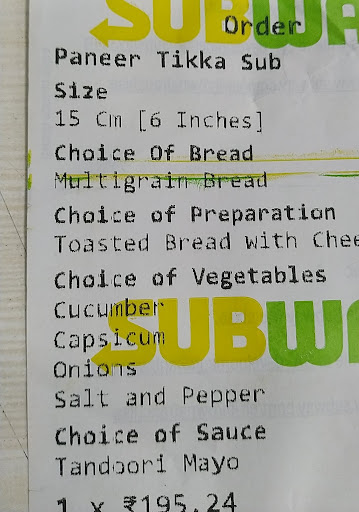 SUBWA
Order
Paneer Tikka Sub
Size
15 Cm [6 Inches]
Choice Of Bread
Multigrain Bread
Choice of Preparation
Toasted Bread with Chee
Choice of Vegetables
Cucumber
SUBWA
Capsicum
Onions
Salt and Pepper
Choice of Sauce
Tandoori Mayo
1 x ₹195.24